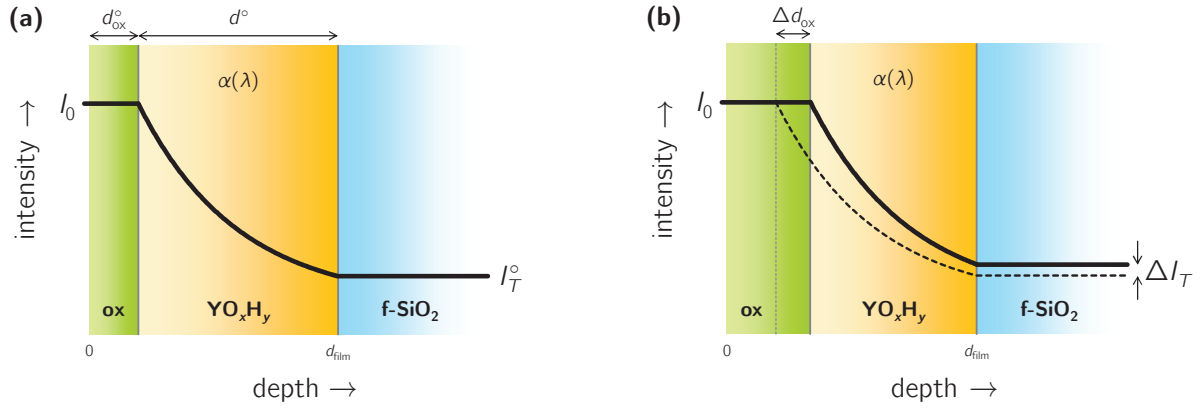 (a)
d°ox
d°
α(λ)
I0
intensity →
I°T
ox
YOxHy
f-SiO2
0
dfilm
depth →
(b)
Δdox
α(λ)
I0
intensity →
ΔIT
ox
YOxHy
f-SiO2
0
dfilm
depth →